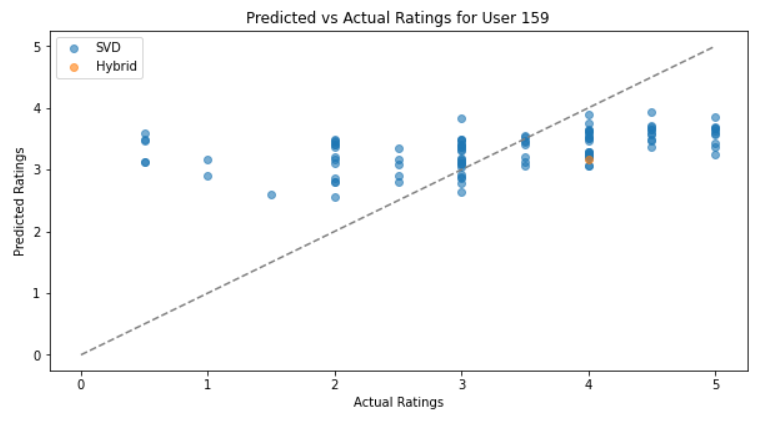 Predicted vs Actual Ratings for User 159
SVD
Hybrid
5
4
3
2
1
0
Predicted Ratings
0 1 2 3 4 5
Actual Ratings